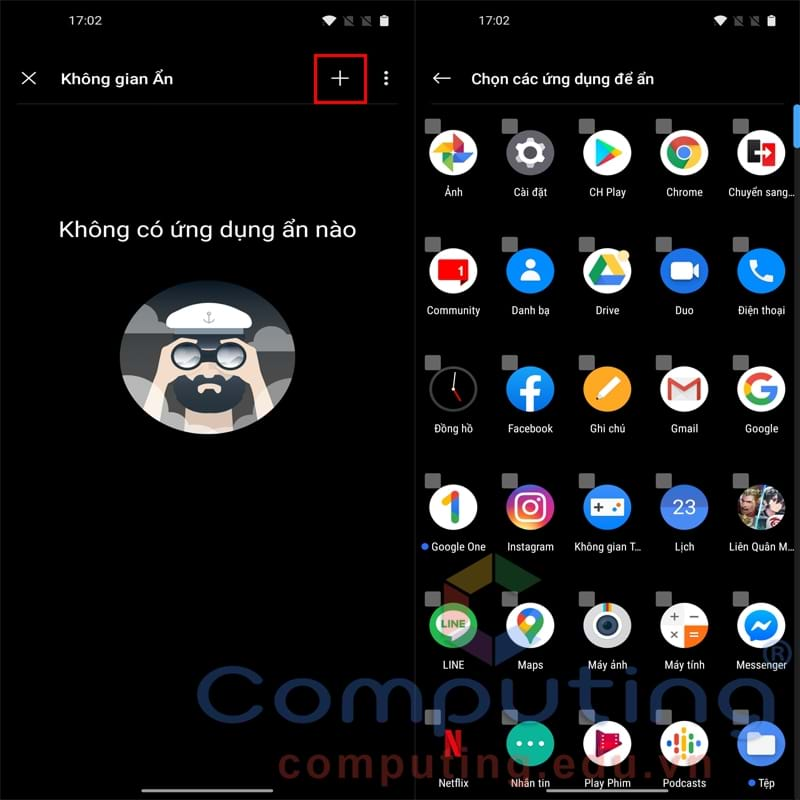 17:02
Không gian Ẩn
Không có ứng dụng ẩn nào
17:02
Chọn các ứng dụng để ẩn
Ảnh Cài đặt CH Play Chrome Chuyển sang...
1
Community Danh bạ Drive Duo Điện thoại
Đồng hồ Facebook Ghi chú Gmail Google
23
Google One Instagram Không gian T... Lịch Liên Quân M...
LINE
LINE Maps Máy ảnh Máy tính Messenger
Netflix Nhắn tin Play Phim Podcasts Tệp
Computing®
computing.edu.vn